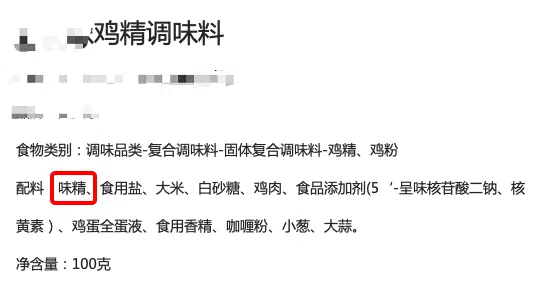 鸡精调味料
食物类别：调味品类-复合调味料-固体复合调味料-鸡精、鸡粉
配料 味精、食用盐、大米、白砂糖、鸡肉、食品添加剂(5‘-呈味核苷酸二钠、核
黄素）、鸡蛋全蛋液、食用香精、咖喱粉、小葱、大蒜。
净含量：100克